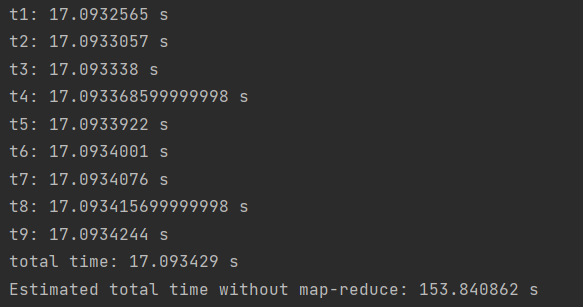 t1: 17.0932565 s
t2: 17.0933057 s
t3: 17.093338 s
t4: 17.093368599999998 s
t5: 17.0933922 s
t6: 17.0934001 s
t7: 17.0934076 s
t8: 17.093415699999998 s
t9: 17.0934244 s
total time: 17.093429 s
Estimated total time without map-reduce: 153.840862 s